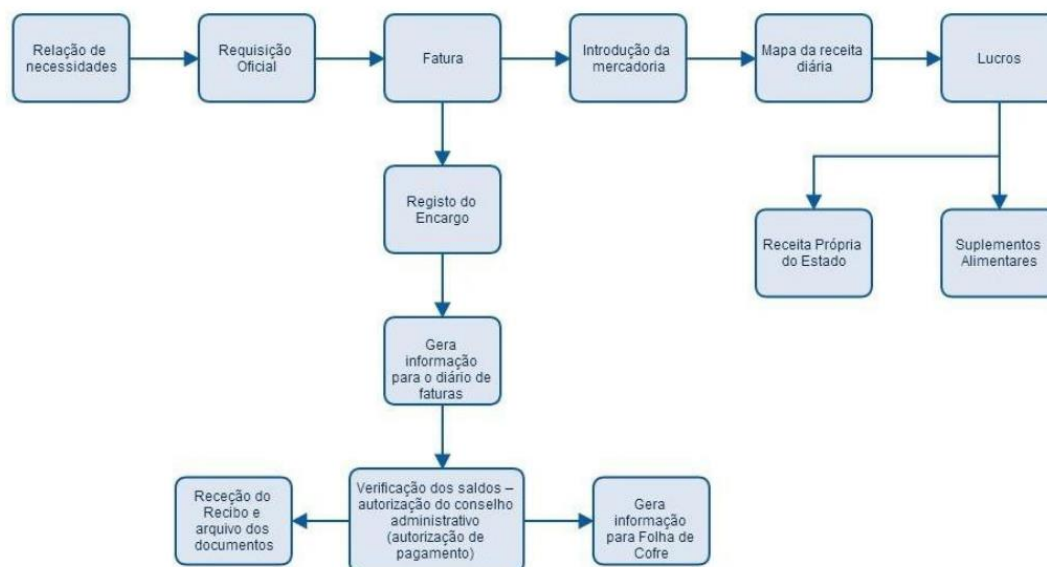 Relação de
necessidades
Requisição
Oficial
Fatura
Introdução da
mercadoria
Mapa da receita
diária
Lucros
Registo do
Encargo
Receita Própria
do Estado
Suplementos
Alimentares
Gera
informação
para o diário de
faturas
Receção do
Recibo e
arquivo dos
documentos
Verificação dos saldos –
autorização do conselho
administrativo
(autorização de
pagamento)
Gera
informação
para Folha de
Cofre